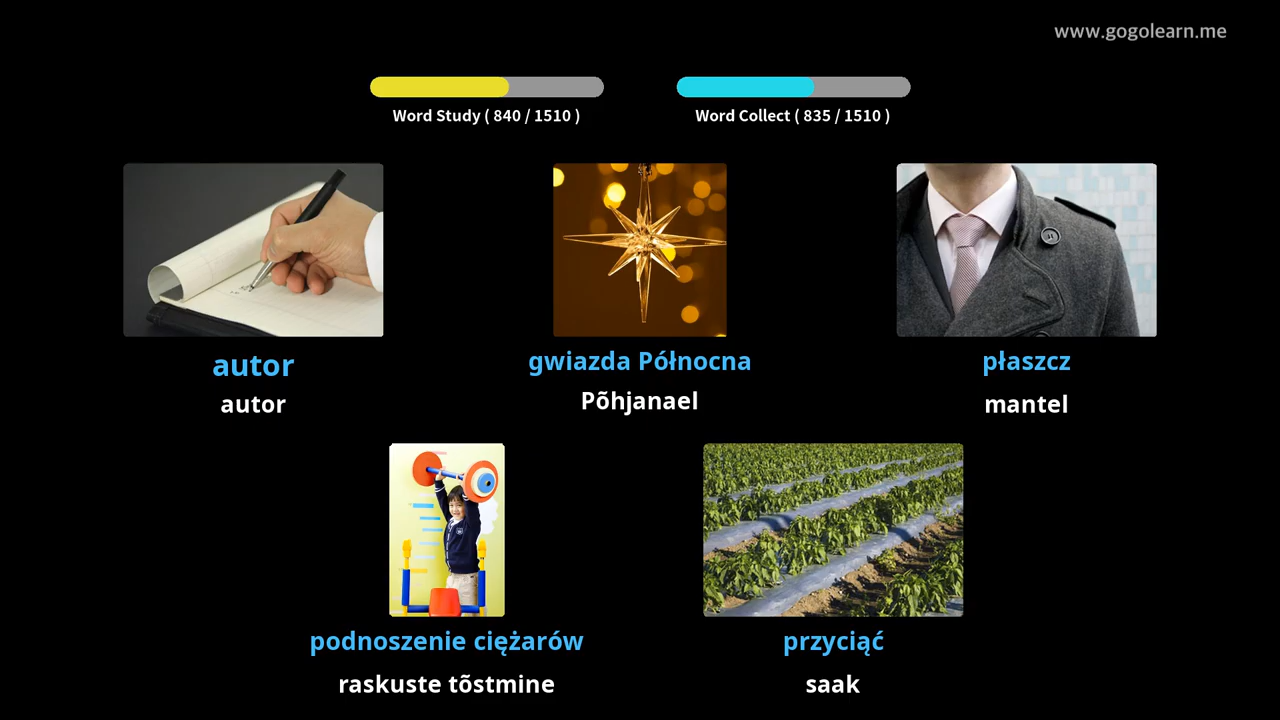 www.gogolearn.me
Word Study ( 840 / 1510 )
Word Collect ( 835 / 1510 )
autor
autor
gwiazda Północna
Põhjanael
płaszcz
mantel
podnoszenie ciężarów
raskuste tõstmine
przyciąć
saak